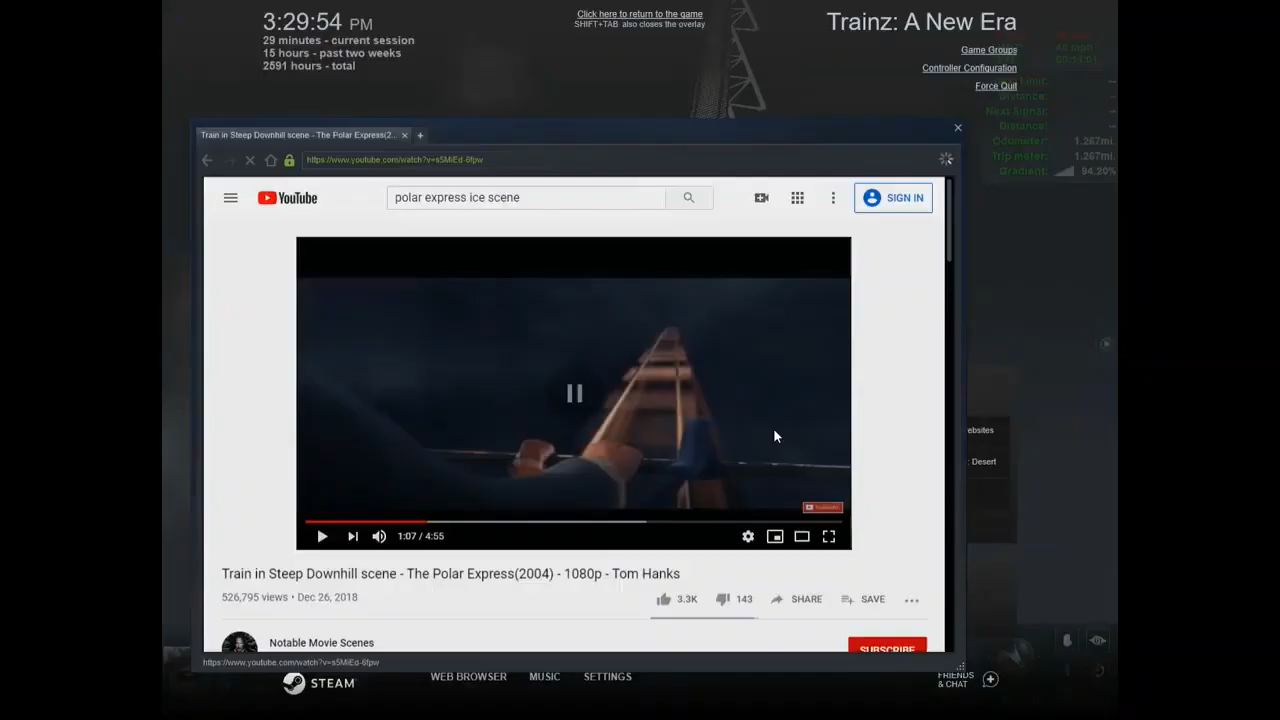 3:29:54 PM
29 minutes - current session
15 hours - past two weeks
2591 hours - total
Click here to return to the game
SHIFT+TAB also closes the overlay
Trainz: A New Era
Game Groups
Controller Configuration
Force Quit
Distance:
Next Signal:
Distance:
Odometer: 1.267mi.
Trip meter: 1.267mi.
Gradient: 94.20%
Train in Steep Downhill scene - The Polar Express(2...
https://www.youtube.com/watch?v=s5MiEd-6fpw
YouTube
polar express ice scene
SIGN IN
ebsites
: Desert
1:07 / 4:55
Train in Steep Downhill scene - The Polar Express(2004) - 1080p - Tom Hanks
526,795 views • Dec 26, 2018
3.3K
143
SHARE
SAVE
Notable Movie Scenes
SUBSCRIBE
https://www.youtube.com/watch?v=s5MiEd-6fpw
STEAM
WEB BROWSER
MUSIC
SETTINGS
FRIENDS
& CHAT